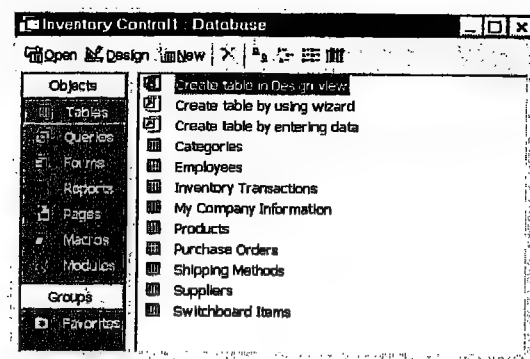 Inventory Control1 : Database
Open Design New
Objects
Tables
Queries
Forms
Reports
Pages
Macros
Modules
Groups
Favorites
Create table in Design view
Create table by using wizard
Create table by entering data
Categories
Employees
Inventory Transactions
My Company Information
Products
Purchase Orders
Shipping Methods
Suppliers
Switchboard Items